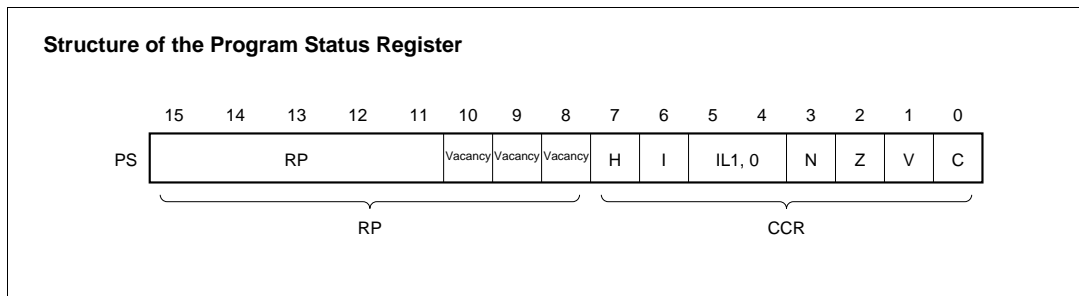 Structure of the Program Status Register
15 14 13 12 11 10 9 8 7 6 5 4 3 2 1 0
PS RP Vacancy Vacancy Vacancy H I IL1, 0 N Z V C
RP CCR